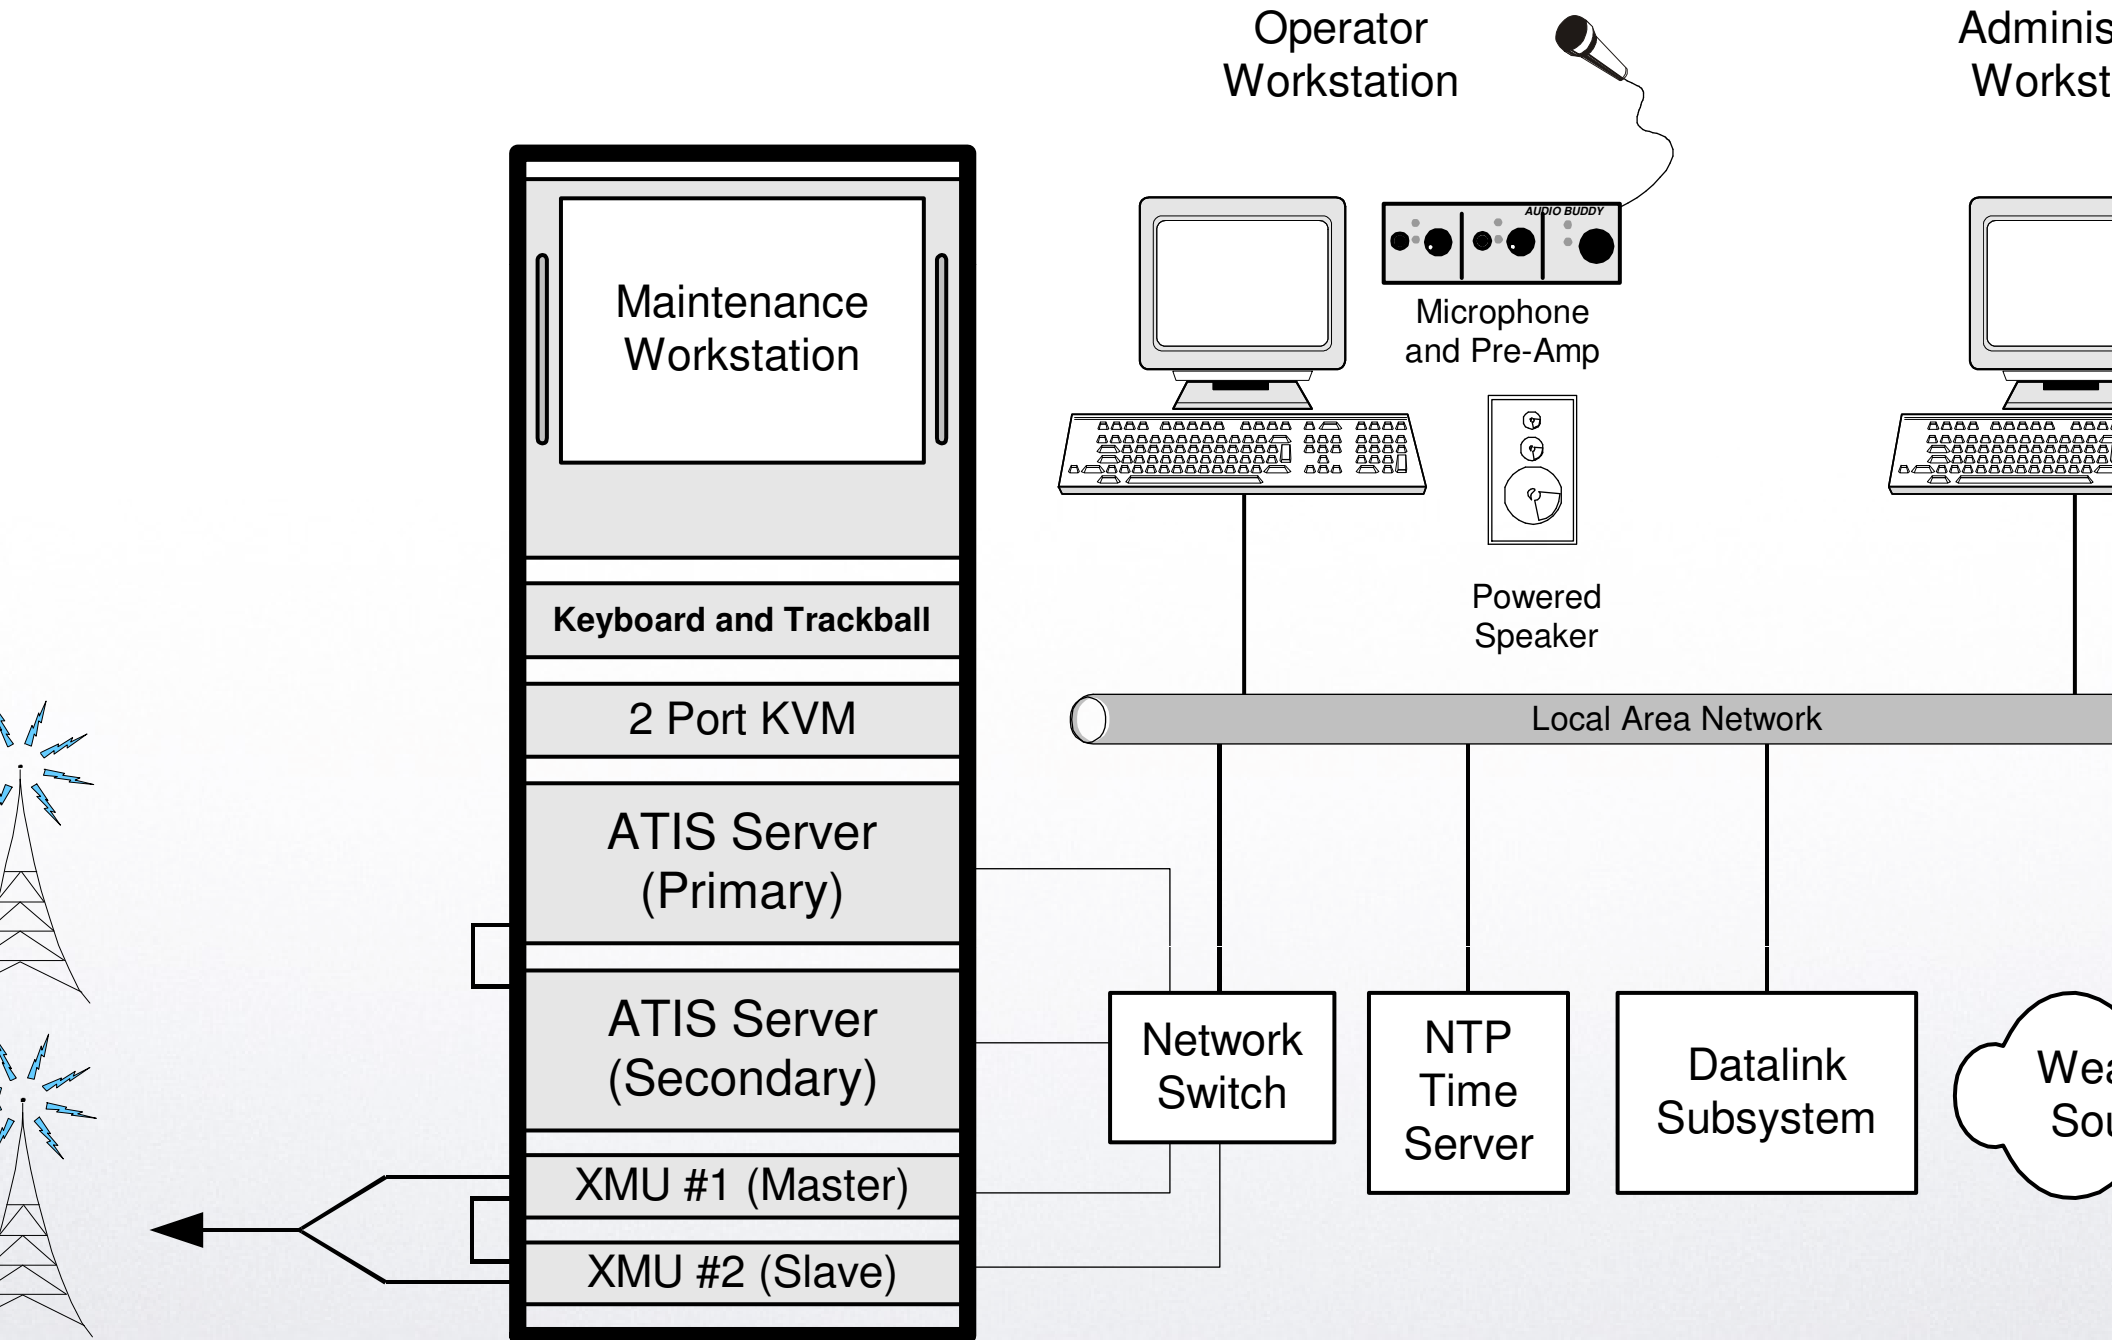 Operator
Workstation
AUDIO BUDDY
Microphone
and Pre-Amp
Powered
Speaker
Maintenance
Workstation
Keyboard and Trackball
2 Port KVM
ATIS Server
(Primary)
ATIS Server
(Secondary)
XMU #1 (Master)
XMU #2 (Slave)
Local Area Network
Network
Switch
NTP
Time
Server
Datalink
Subsystem